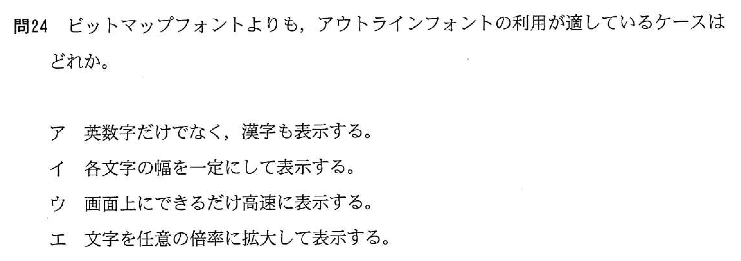 問24 ビットマップフォントよりも，アウトラインフォントの利用が適しているケースは
どれか。
ア 英数字だけでなく，漢字も表示する。
イ 各文字の幅を一定にして表示する。
ウ 画面上にできるだけ高速に表示する。
エ 文字を任意の倍率に拡大して表示する。